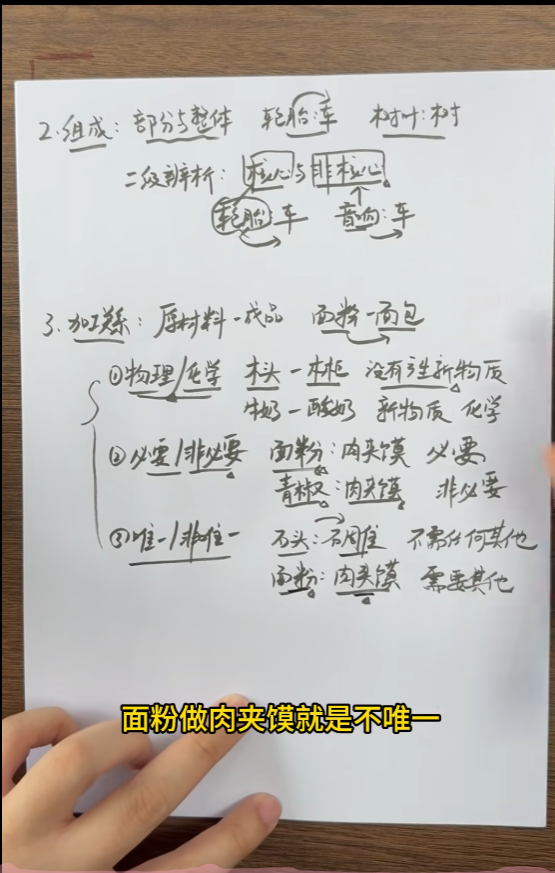 2.组成：部分与整体 轮胎:车 树叶:树
二级辨析：核心与非核心
轮胎:车 音响:车
3.加工关系：原材料-成品 面粉-面包
①物理/化学 木头-木柜 没有产生新物质
牛奶-酸奶 新物质 化学
②必要/非必要 面粉:肉夹馍 必要
青椒:肉夹馍 非必要
③唯一/非唯一 石头:石雕 不需任何其他
面粉:肉夹馍 需要其他
面粉做肉夹馍就是不唯一